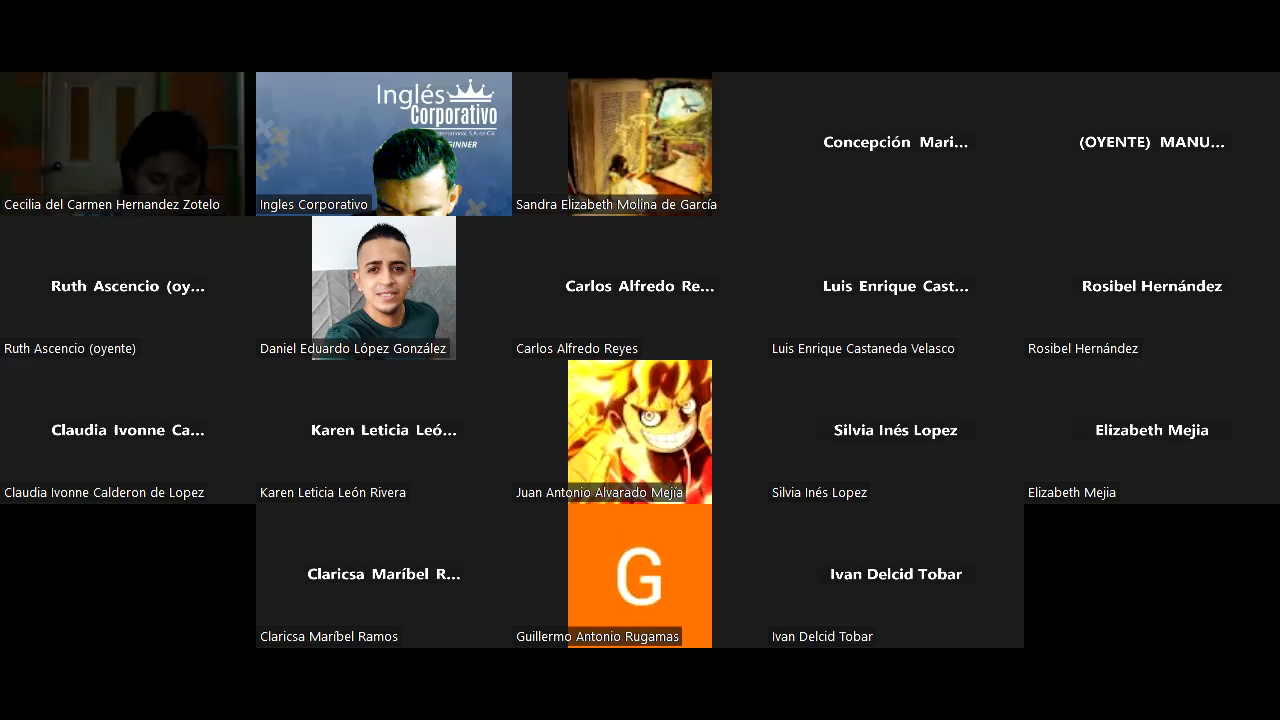 Inglés
Corporativo
International, S.A. de C.V.
GINNER
Concepción Mari...
(OYENTE) MANU...
Cecilia del Carmen Hernandez Zotelo
Ingles Corporativo
Sandra Elizabeth Molina de García
Ruth Ascencio (oy...
Carlos Alfredo Re...
Luis Enrique Cast...
Rosibel Hernández
Ruth Ascencio (oyente)
Daniel Eduardo López González
Carlos Alfredo Reyes
Luis Enrique Castaneda Velasco
Rosibel Hernández
Claudia Ivonne Ca...
Karen Leticia Leó...
Silvia Inés Lopez
Elizabeth Mejia
Claudia Ivonne Calderon de Lopez
Karen Leticia León Rivera
Juan Antonio Alvarado Mejía
Silvia Inés Lopez
Elizabeth Mejia
Claricsa Maríbel R...
G
Ivan Delcid Tobar
Claricsa Maríbel Ramos
Guillermo Antonio Rugamas
Ivan Delcid Tobar